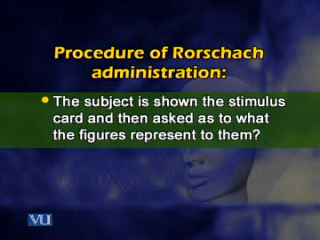 Procedure of Rorschach
administration:
• The subject is shown the stimulus
card and then asked as to what
the figures represent to them?
VU